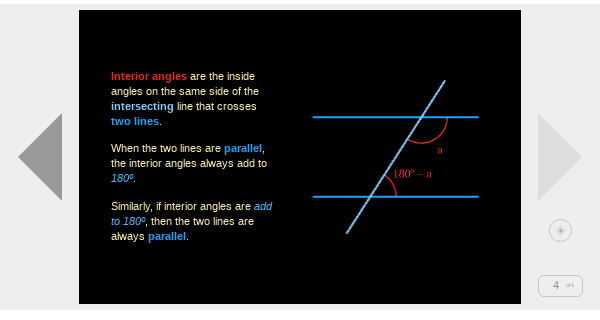 Interior angles are the inside
angles on the same side of the
intersecting line that crosses
two lines.
When the two lines are parallel,
the interior angles always add to
180º.
Similarly, if interior angles are add
to 180º, then the two lines are
always parallel.
a
180º – a
4